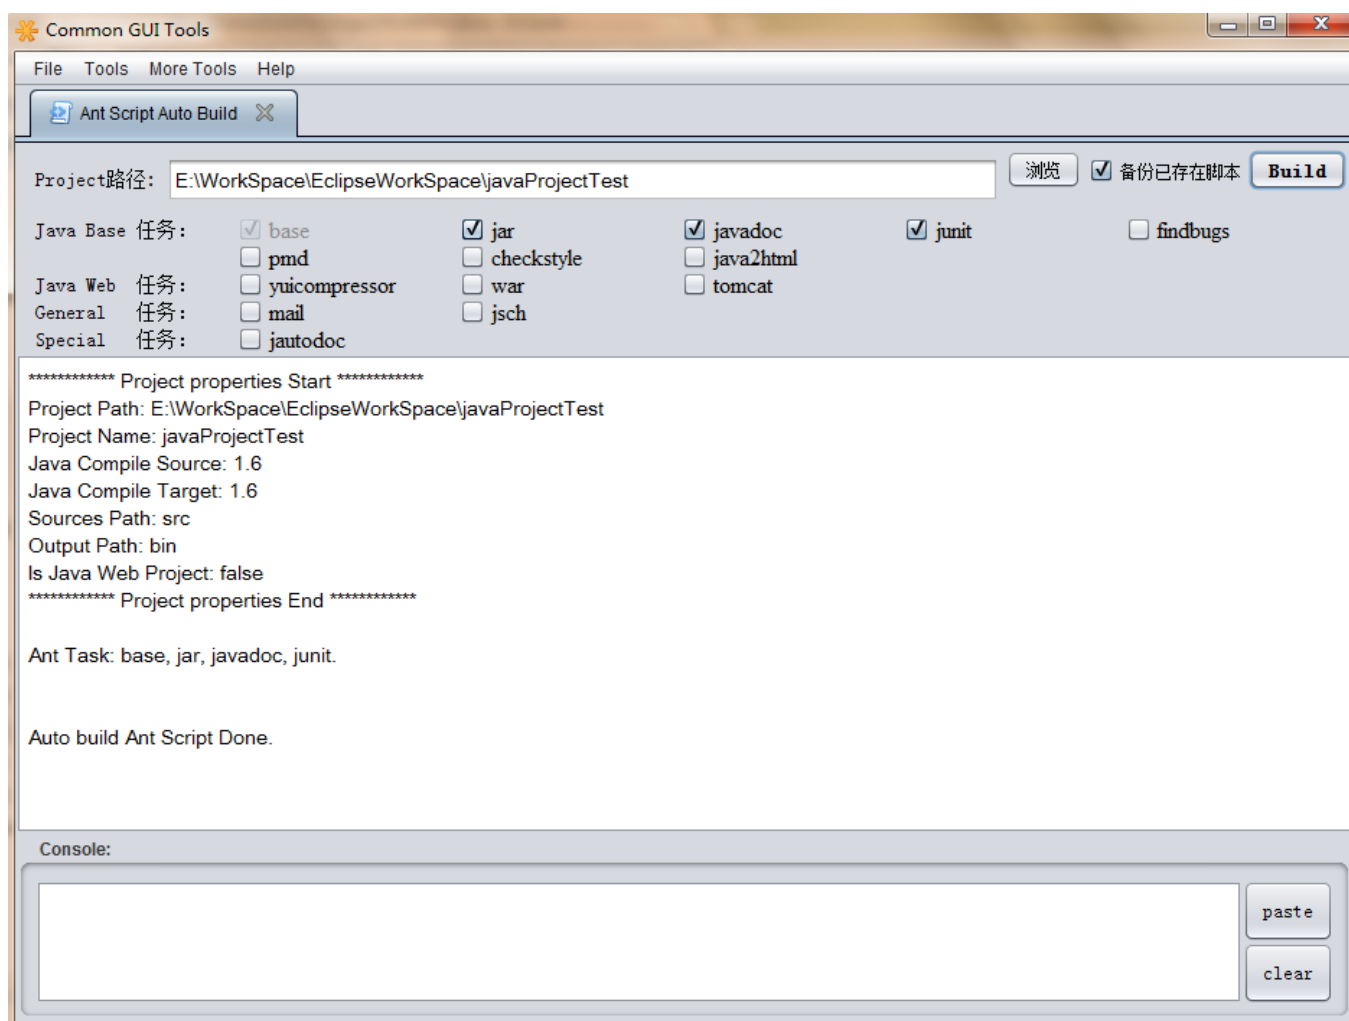 Common GUI Tools
File Tools More Tools Help
Ant Script Auto Build
Project路径: E:\WorkSpace\EclipseWorkSpace\javaProjectTest 浏览 备份已存在脚本 Build
Java Base 任务: base jar javadoc junit findbugs
pmd checkstyle java2html
Java Web 任务: yuicompressor war tomcat
General 任务: mail jsch
Special 任务: jautodoc
************ Project properties Start ************
Project Path: E:\WorkSpace\EclipseWorkSpace\javaProjectTest
Project Name: javaProjectTest
Java Compile Source: 1.6
Java Compile Target: 1.6
Sources Path: src
Output Path: bin
Is Java Web Project: false
************ Project properties End ************
Ant Task: base, jar, javadoc, junit.
Auto build Ant Script Done.
Console:
paste
clear